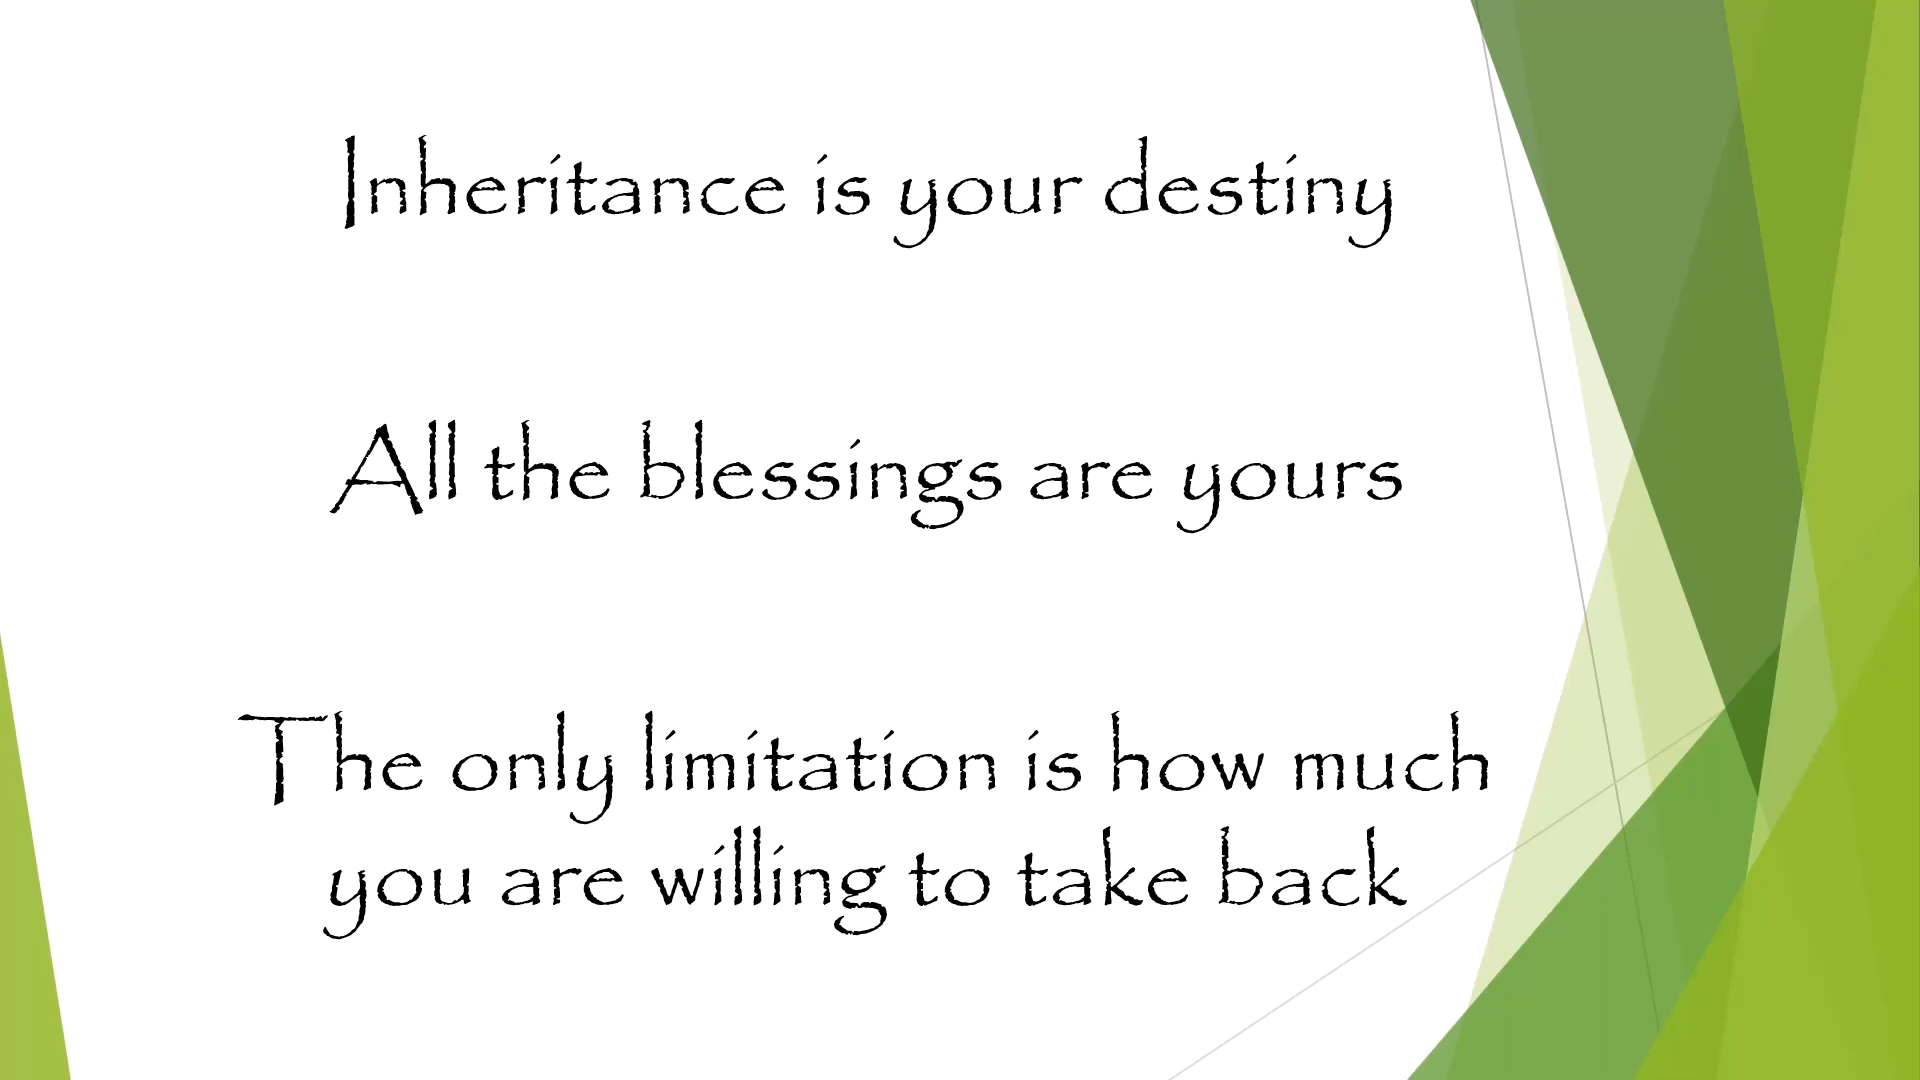 Inheritance is your destiny
All the blessings are yours
The only limitation is how much
you are willing to take back